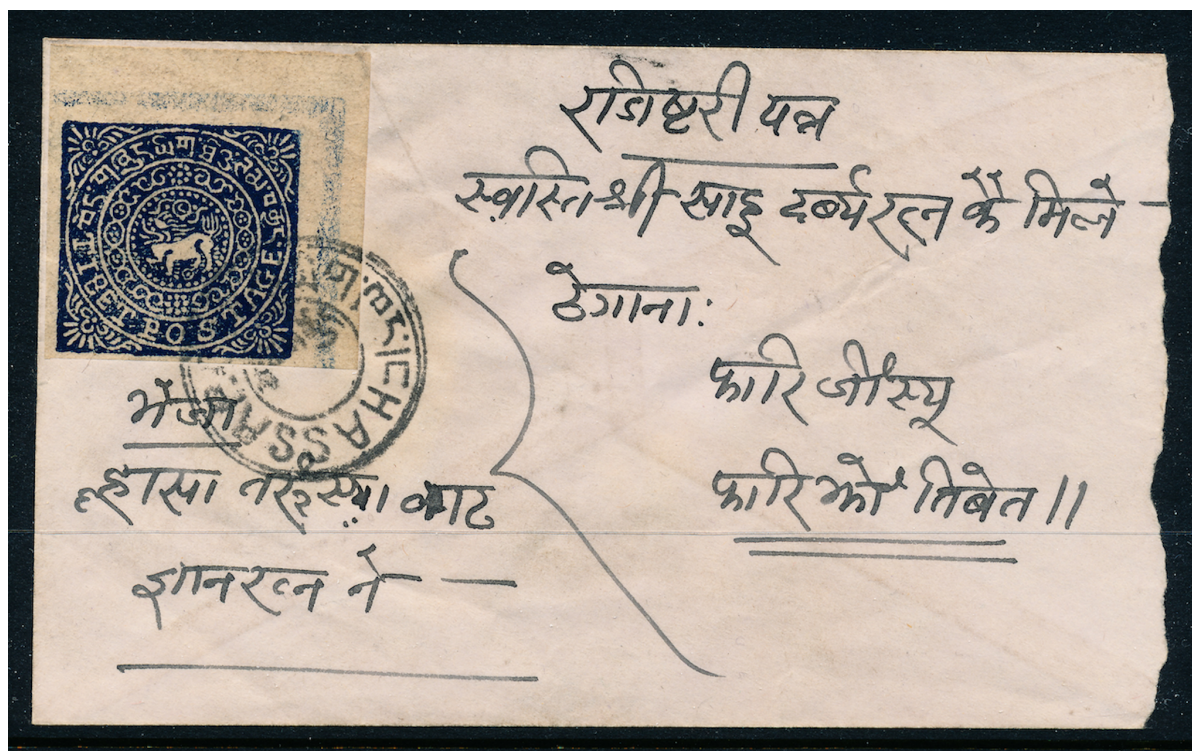 TIBET POSTAGE
LHASSA
रजिष्टरी पत्र
स्वस्ति श्री साहु दर्ब्यरत्न कै मिले -
ठेगाना:
फारि जोंस्यू
फारि झों तिबेत॥
भेजा
ल्हासा
ज्ञानरत्न ने -